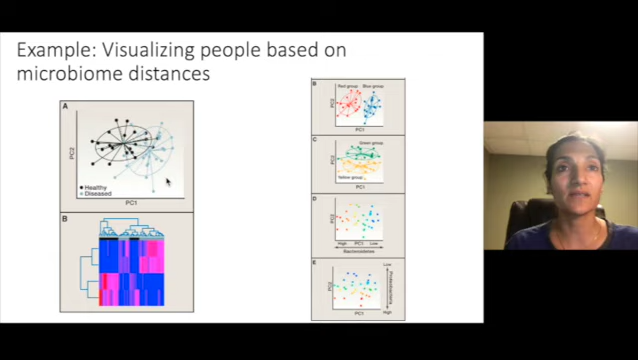 Example: Visualizing people based on
microbiome distances
A
PC2
Healthy
Diseased
PC1
B
B
Red group Blue group
PC2
PC1
C
Green group
PC2
Yellow group
PC1
D
PC2
High PC1 Low
Bacteroidetes
E
Low
PC2
High
PC1